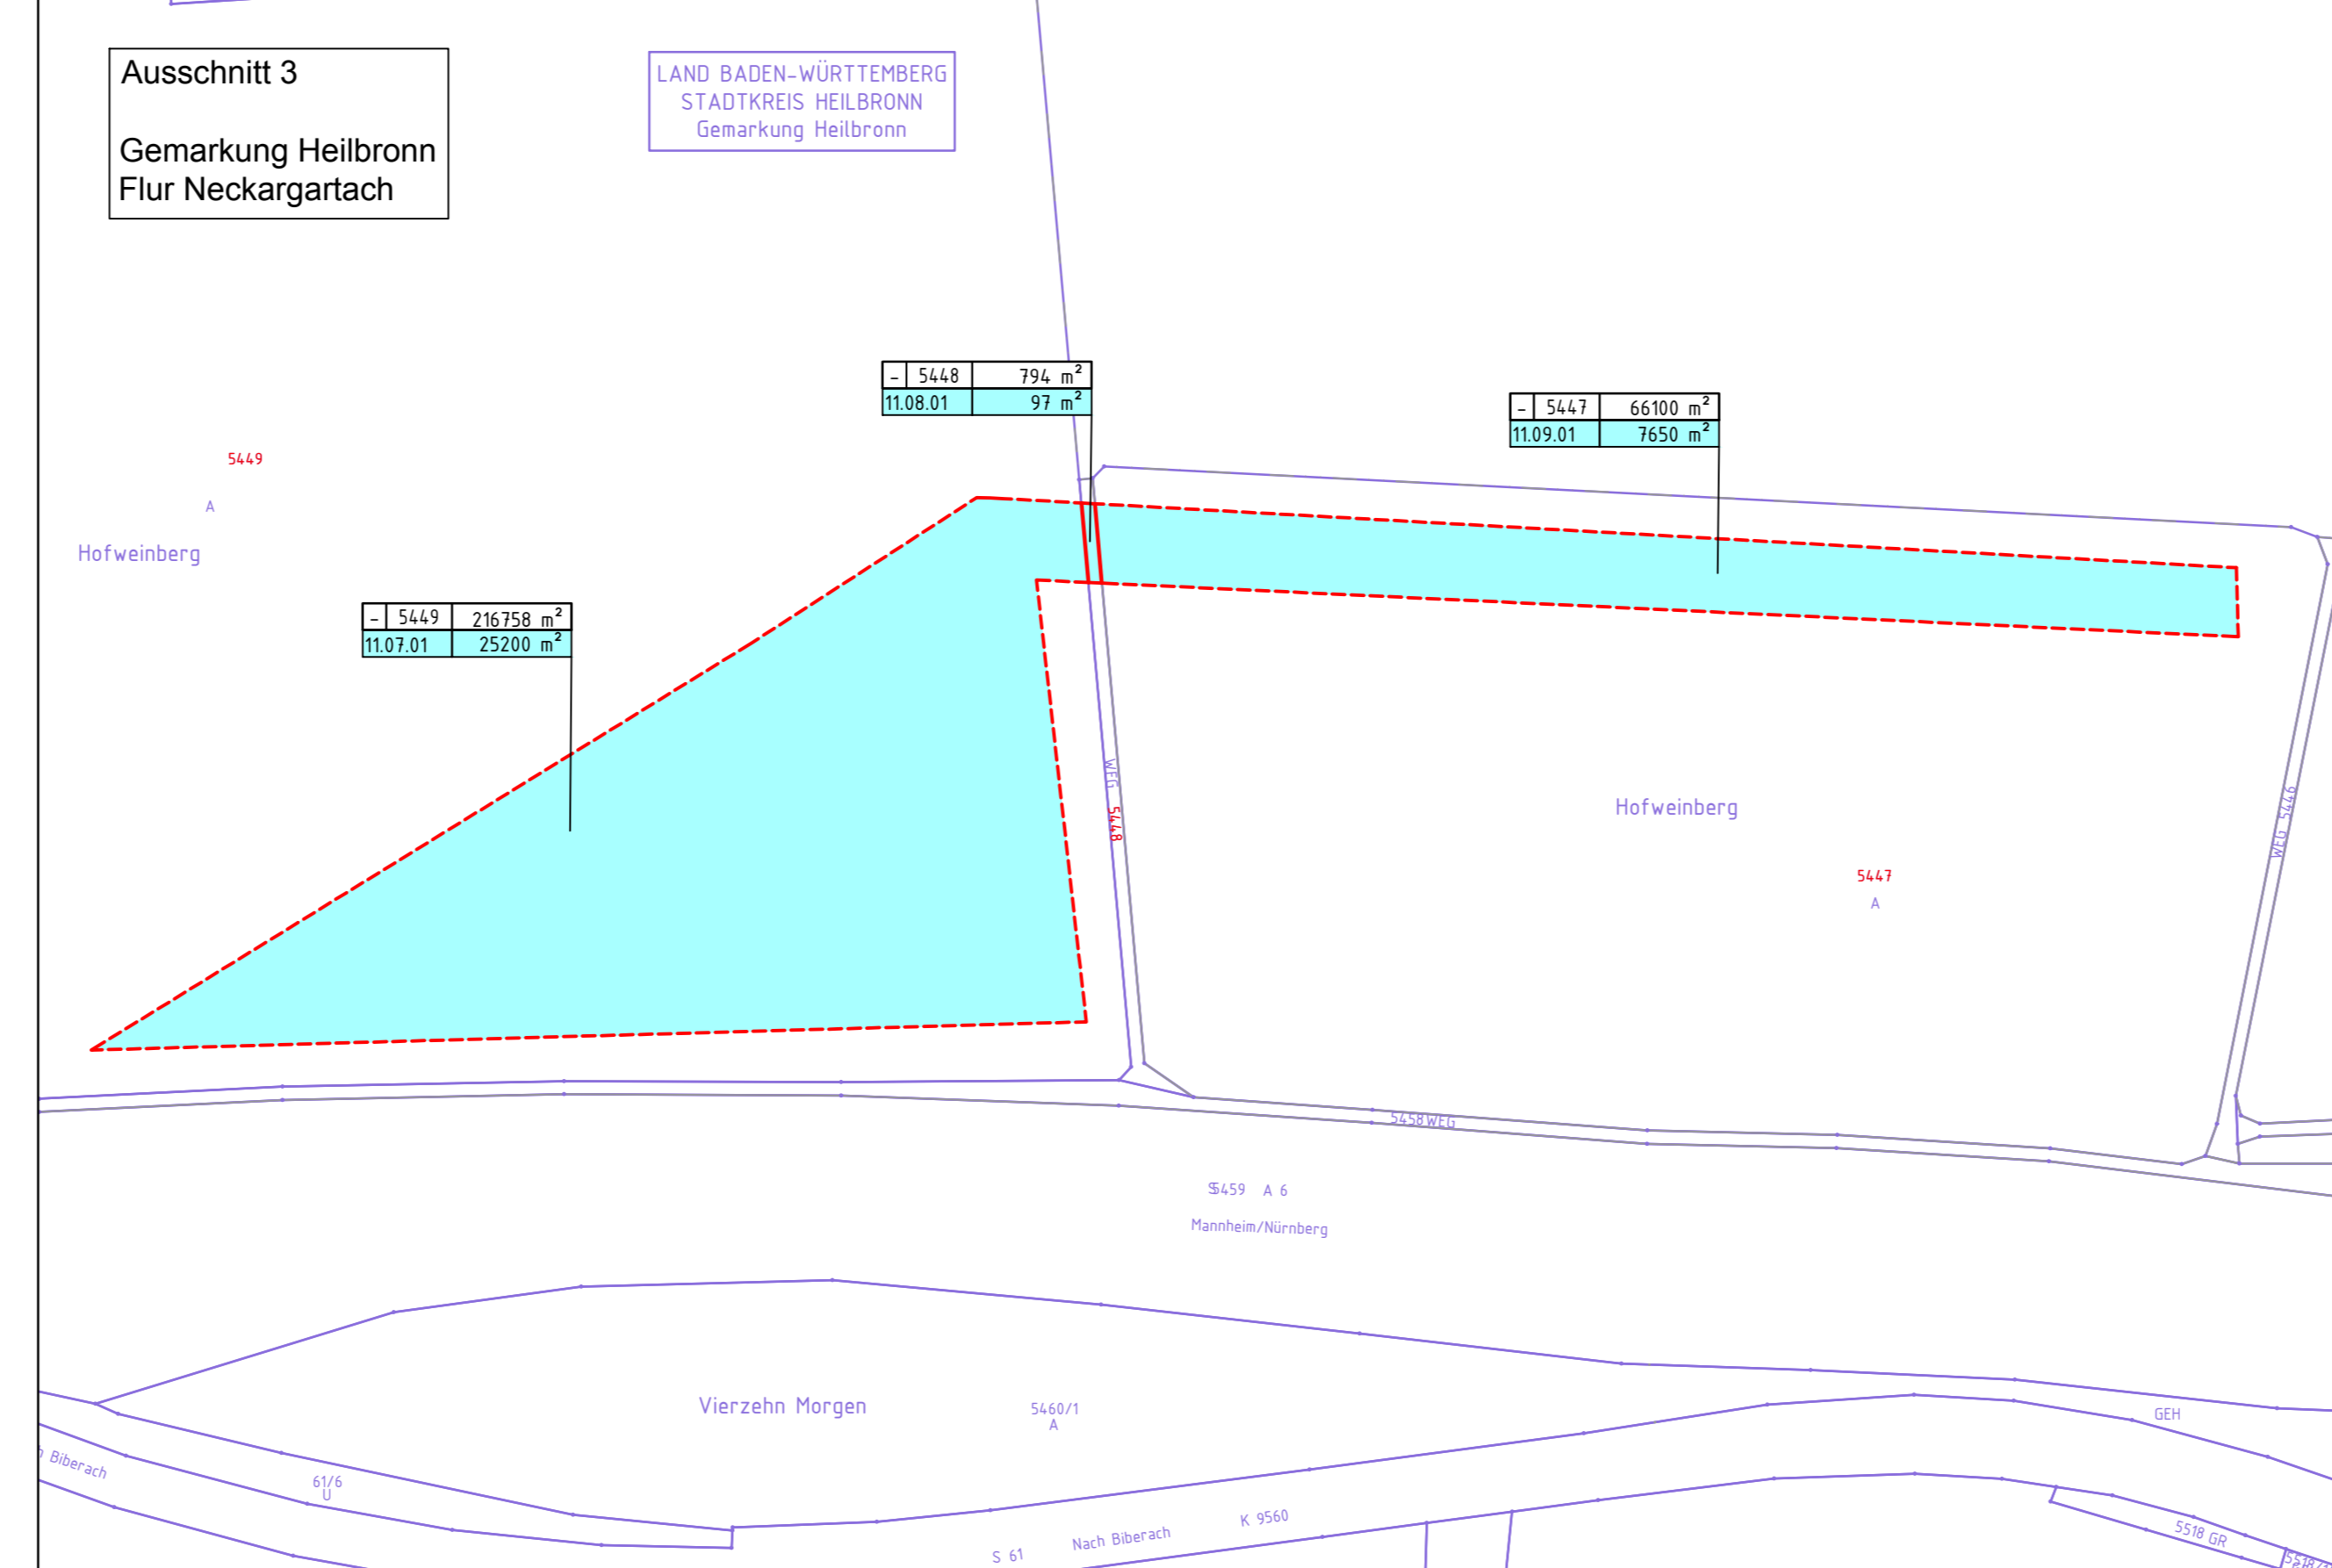 Ausschnitt 3
Gemarkung Heilbronn
Flur Neckargartach
LAND BADEN-WÜRTTEMBERG
STADTKREIS HEILBRONN
Gemarkung Heilbronn
- 5448 794 m²
11.08.01 97 m²
- 5447 66100 m²
11.09.01 7650 m²
5449
A
Hofweinberg
- 5449 216758 m²
11.07.01 25200 m²
WEG 5448
Hofweinberg
5447
A
WEG 5446
5458 WEG
5459 A 6
Mannheim/Nürnberg
Vierzehn Morgen
5460/1
A
GEH
Biberach
61/6
U
K 9560
Nach Biberach
S 61
5518 GR